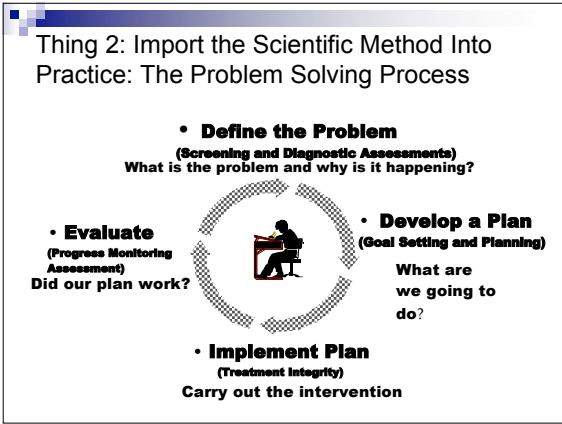 Thing 2: Import the Scientific Method Into
Practice: The Problem Solving Process
• Define the Problem
(Screening and Diagnostic Assessments)
What is the problem and why is it happening?
• Develop a Plan
(Goal Setting and Planning)
What are
we going to
do?
• Implement Plan
(Treatment Integrity)
Carry out the intervention
• Evaluate
(Progress Monitoring
Assessment)
Did our plan work?